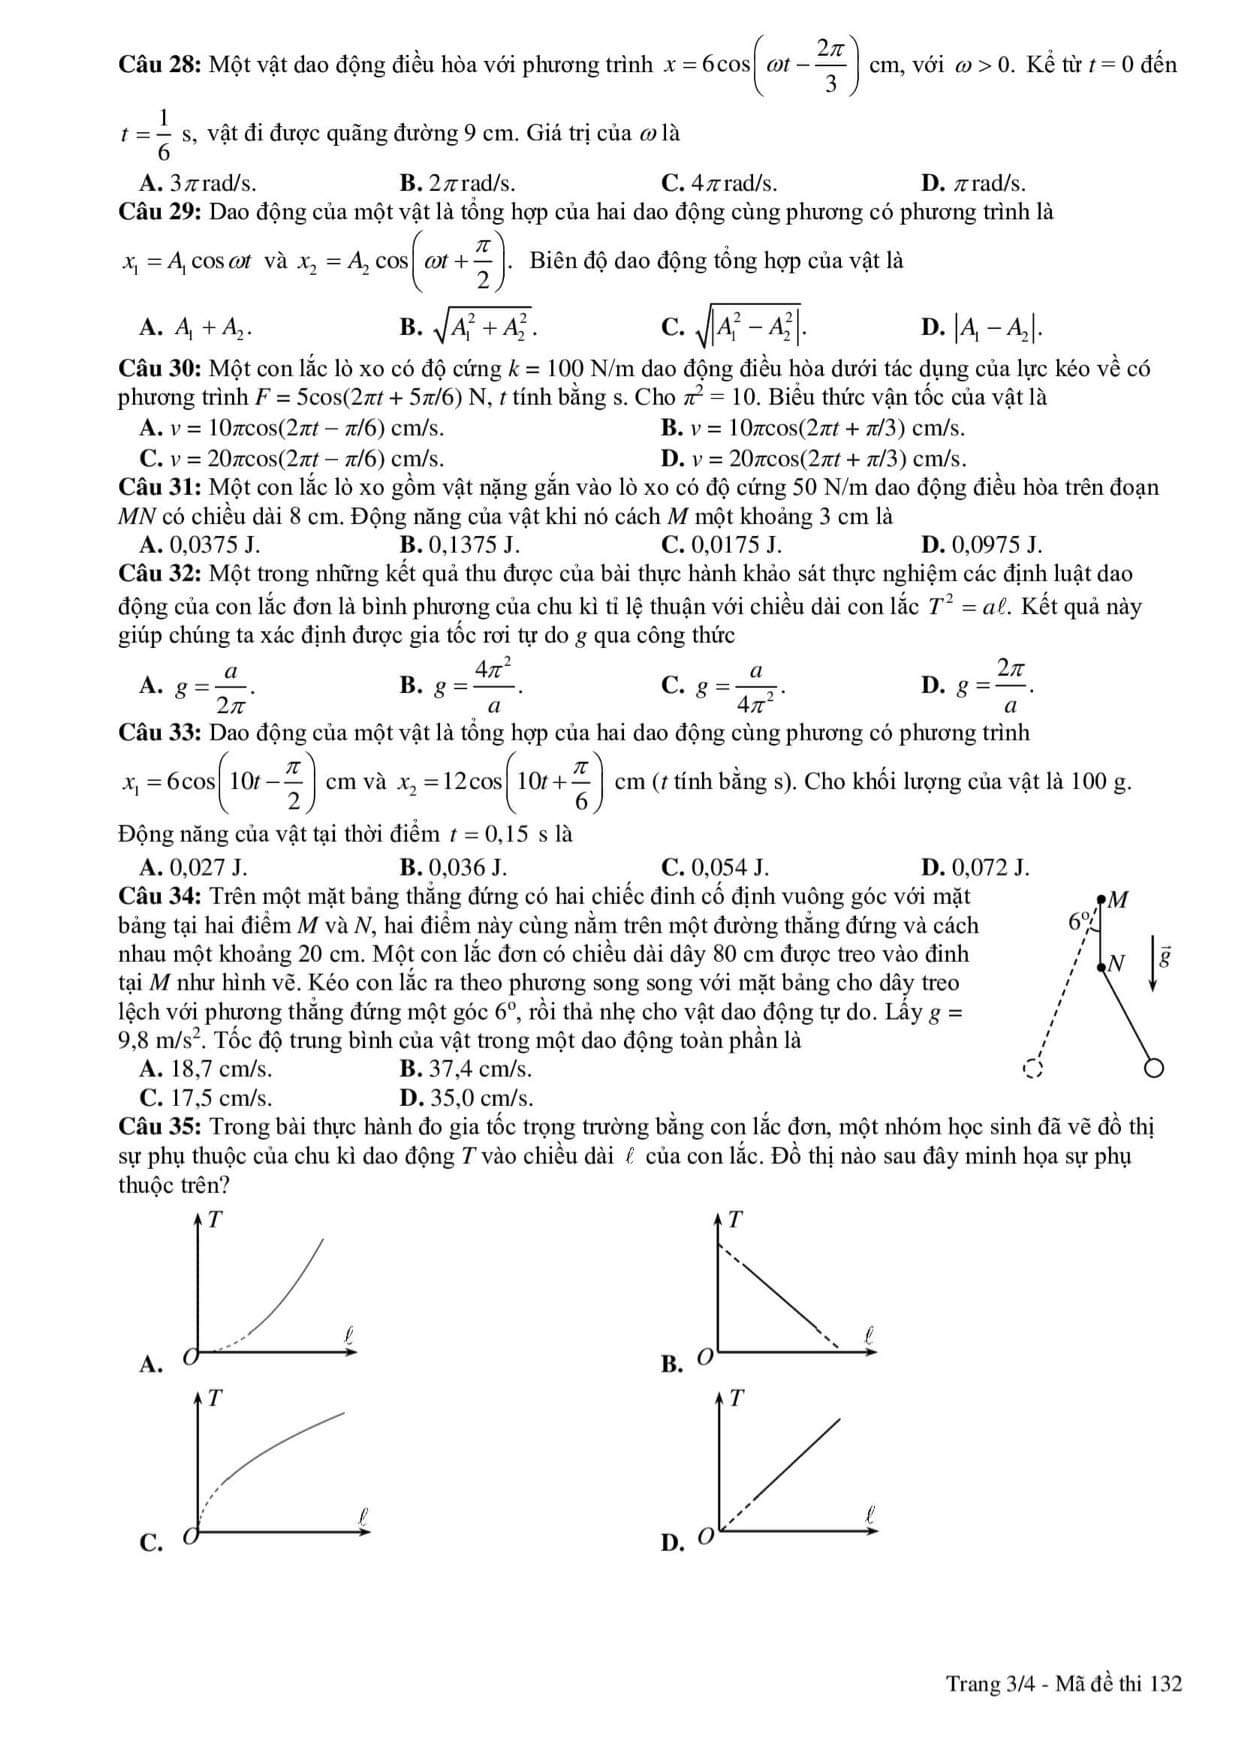 Câu 28: Một vật dao động điều hòa với phương trình x = 6cos(ωt − 2π/3) cm, với ω > 0. Kể từ t = 0 đến
t = 1/6 s, vật đi được quãng đường 9 cm. Giá trị của ω là
A. 3π rad/s. B. 2π rad/s. C. 4π rad/s. D. π rad/s.
Câu 29: Dao động của một vật là tổng hợp của hai dao động cùng phương có phương trình là
x₁ = A₁ cos ωt và x₂ = A₂ cos(ωt + π/2). Biên độ dao động tổng hợp của vật là
A. A₁ + A₂. B. √(A₁² + A₂²). C. √|A₁² − A₂²|. D. |A₁ − A₂|.
Câu 30: Một con lắc lò xo có độ cứng k = 100 N/m dao động điều hòa dưới tác dụng của lực kéo về có
phương trình F = 5cos(2πt + 5π/6) N, t tính bằng s. Cho π² = 10. Biểu thức vận tốc của vật là
A. v = 10πcos(2πt − π/6) cm/s. B. v = 10πcos(2πt + π/3) cm/s.
C. v = 20πcos(2πt − π/6) cm/s. D. v = 20πcos(2πt + π/3) cm/s.
Câu 31: Một con lắc lò xo gồm vật nặng gắn vào lò xo có độ cứng 50 N/m dao động điều hòa trên đoạn
MN có chiều dài 8 cm. Động năng của vật khi nó cách M một khoảng 3 cm là
A. 0,0375 J. B. 0,1375 J. C. 0,0175 J. D. 0,0975 J.
Câu 32: Một trong những kết quả thu được của bài thực hành khảo sát thực nghiệm các định luật dao
động của con lắc đơn là bình phương của chu kì tỉ lệ thuận với chiều dài con lắc T² = aℓ. Kết quả này
giúp chúng ta xác định được gia tốc rơi tự do g qua công thức
A. g = a/2π. B. g = 4π²/a. C. g = a/4π². D. g = 2π/a.
Câu 33: Dao động của một vật là tổng hợp của hai dao động cùng phương có phương trình
x₁ = 6cos(10t − π/2) cm và x₂ = 12cos(10t + π/6) cm (t tính bằng s). Cho khối lượng của vật là 100 g.
Động năng của vật tại thời điểm t = 0,15 s là
A. 0,027 J. B. 0,036 J. C. 0,054 J. D. 0,072 J.
Câu 34: Trên một mặt bảng thẳng đứng có hai chiếc đinh cố định vuông góc với mặt
bảng tại hai điểm M và N, hai điểm này cùng nằm trên một đường thẳng đứng và cách
nhau một khoảng 20 cm. Một con lắc đơn có chiều dài dây 80 cm được treo vào đinh
tại M như hình vẽ. Kéo con lắc ra theo phương song song với mặt bảng cho dây treo
lệch với phương thẳng đứng một góc 6º, rồi thả nhẹ cho vật dao động tự do. Lấy g =
9,8 m/s². Tốc độ trung bình của vật trong một dao động toàn phần là
A. 18,7 cm/s. B. 37,4 cm/s.
C. 17,5 cm/s. D. 35,0 cm/s.
M
6º
N
g⃗
Câu 35: Trong bài thực hành đo gia tốc trọng trường bằng con lắc đơn, một nhóm học sinh đã vẽ đồ thị
sự phụ thuộc của chu kì dao động T vào chiều dài ℓ của con lắc. Đồ thị nào sau đây minh họa sự phụ
thuộc trên?
T T
ℓ ℓ
A. O B. O
T T
ℓ ℓ
C. O D. O
Trang 3/4 - Mã đề thi 132